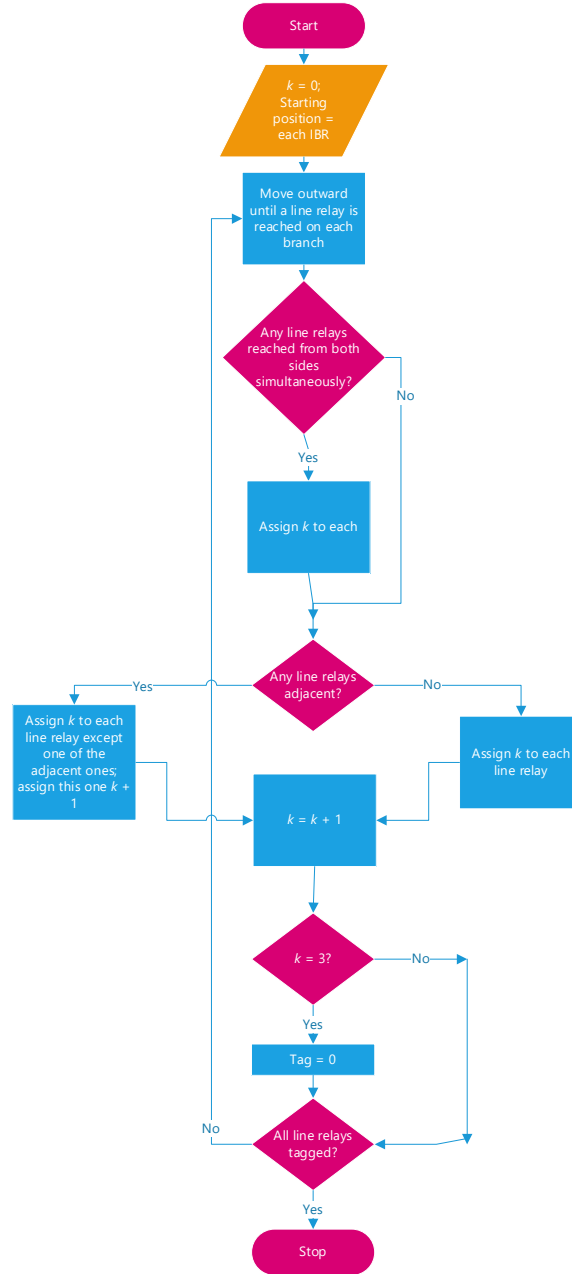 Start
k = 0;
Starting
position =
each IBR
Move outward
until a line relay is
reached on each
branch
Any line relays
reached from both
sides
simultaneously?
No
Yes
Assign k to each
Any line relays
adjacent?
Yes
No
Assign k to each
line relay except
one of the
adjacent ones;
assign this one k +
1
Assign k to each
line relay
k = k + 1
k = 3?
No
Yes
Tag = 0
All line relays
tagged?
No
Yes
Stop